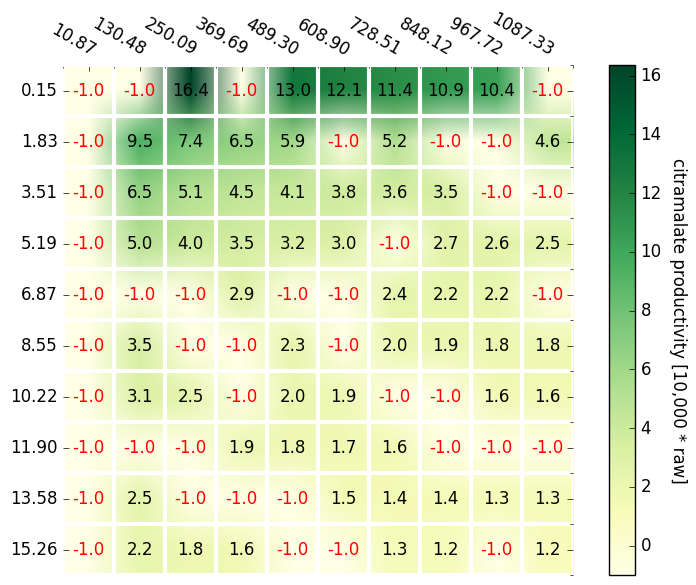 10.87 130.48 250.09 369.69 489.30 608.90 728.51 848.12 967.72 1087.33
0.15 -1.0 -1.0 16.4 -1.0 13.0 12.1 11.4 10.9 10.4 -1.0
1.83 -1.0 9.5 7.4 6.5 5.9 -1.0 5.2 -1.0 -1.0 4.6
3.51 -1.0 6.5 5.1 4.5 4.1 3.8 3.6 3.5 -1.0 -1.0
5.19 -1.0 5.0 4.0 3.5 3.2 3.0 -1.0 2.7 2.6 2.5
6.87 -1.0 -1.0 -1.0 2.9 -1.0 -1.0 2.4 2.2 2.2 -1.0
8.55 -1.0 3.5 -1.0 -1.0 2.3 -1.0 2.0 1.9 1.8 1.8
10.22 -1.0 3.1 2.5 -1.0 2.0 1.9 -1.0 -1.0 1.6 1.6
11.90 -1.0 -1.0 -1.0 1.9 1.8 1.7 1.6 -1.0 -1.0 -1.0
13.58 -1.0 2.5 -1.0 -1.0 -1.0 1.5 1.4 1.4 1.3 1.3
15.26 -1.0 2.2 1.8 1.6 -1.0 -1.0 1.3 1.2 -1.0 1.2
16
14
12
10
8
6
4
2
0
citramalate productivity [10,000 * raw]